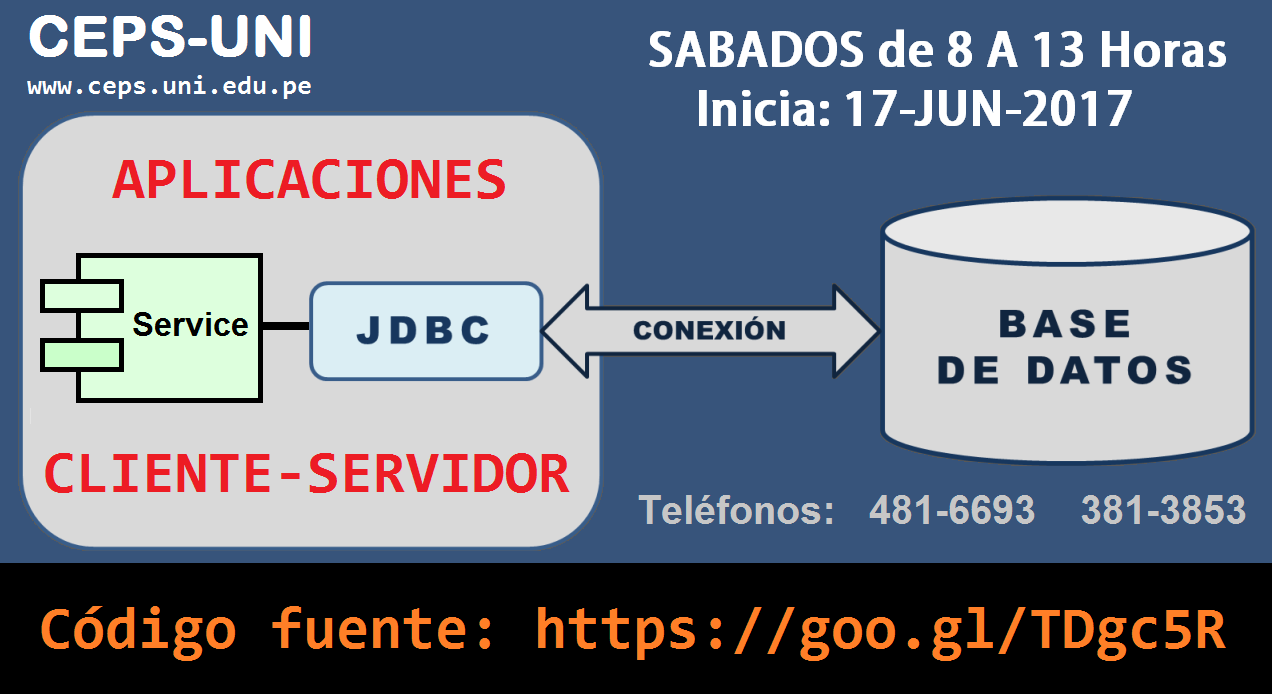 CEPS-UNI
www.ceps.uni.edu.pe
SABADOS de 8 A 13 Horas
Inicia: 17-JUN-2017
APLICACIONES
Service
JDBC
CONEXIÓN
BASE
DE DATOS
CLIENTE-SERVIDOR
Teléfonos: 481-6693 381-3853
Código fuente: https://goo.gl/TDgc5R